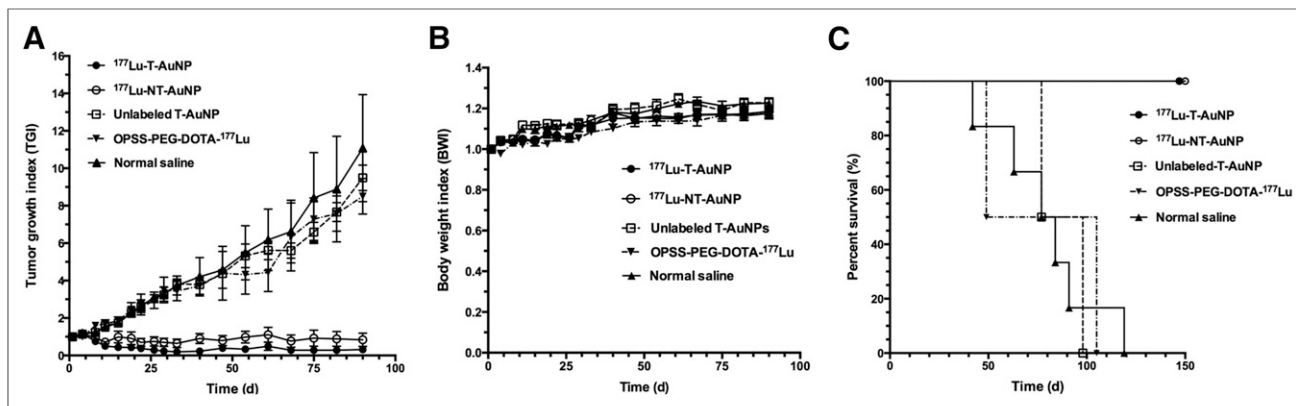 A
Tumor growth index (TGI)
16
14
12
10
8
6
4
2
0
0
25
50
75
100
Time (d)
¹⁷⁷Lu-T-AuNP
¹⁷⁷Lu-NT-AuNP
Unlabeled T-AuNP
OPSS-PEG-DOTA-¹⁷⁷Lu
Normal saline
B
Body weight index (BWI)
1.4
1.2
1.0
0.8
0.6
0.4
0.2
0.0
0
25
50
75
100
Time (d)
¹⁷⁷Lu-T-AuNP
¹⁷⁷Lu-NT-AuNP
Unlabeled T-AuNPs
OPSS-PEG-DOTA-¹⁷⁷Lu
Normal saline
C
Percent survival (%)
100
80
60
40
20
0
0
50
100
150
Time (d)
¹⁷⁷Lu-T-AuNP
¹⁷⁷Lu-NT-AuNP
Unlabeled-T-AuNP
OPSS-PEG-DOTA-¹⁷⁷Lu
Normal saline